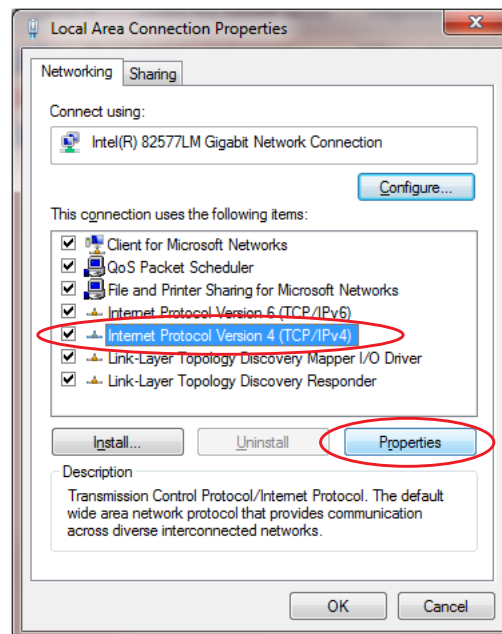 Local Area Connection Properties
Networking
Sharing
Connect using:
Intel(R) 82577LM Gigabit Network Connection
Configure...
This connection uses the following items:
Client for Microsoft Networks
QoS Packet Scheduler
File and Printer Sharing for Microsoft Networks
Internet Protocol Version 6 (TCP/IPv6)
Internet Protocol Version 4 (TCP/IPv4)
Link-Layer Topology Discovery Mapper I/O Driver
Link-Layer Topology Discovery Responder
Install...
Uninstall
Properties
Description
Transmission Control Protocol/Internet Protocol. The default
wide area network protocol that provides communication
across diverse interconnected networks.
OK
Cancel